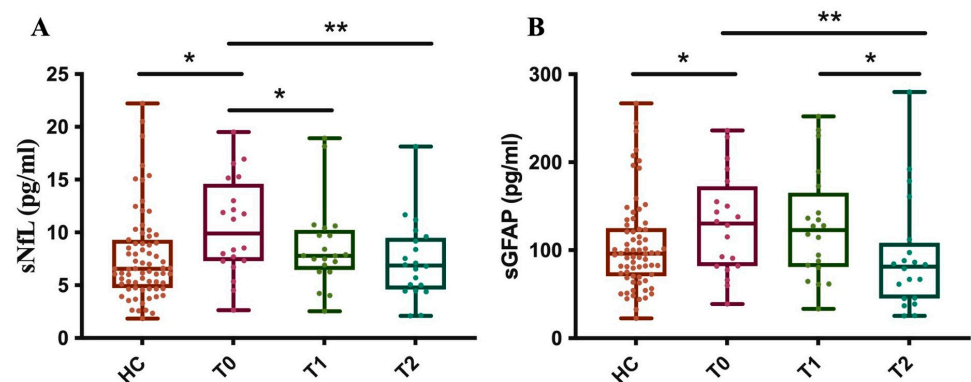 A
B
**
**
*
*
*
*
sNfL (pg/ml)
25
20
15
10
5
0
HC
T0
T1
T2
sGFAP (pg/ml)
300
200
100
0
HC
T0
T1
T2